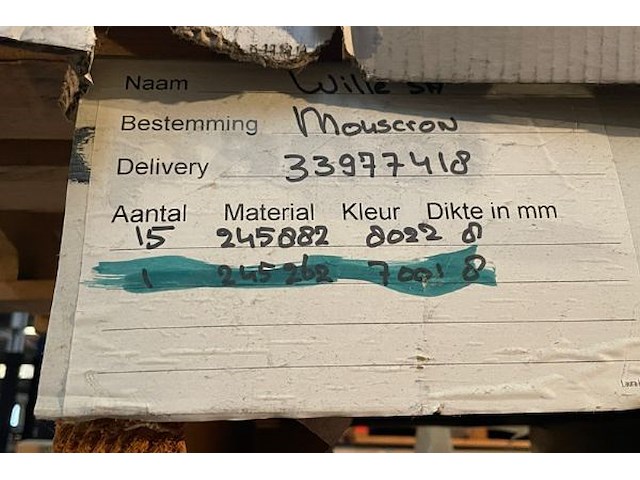 Naam Wille SA
Bestemming Mouscron
Delivery 33977418
Aantal Material Kleur Dikte in mm
15 245882 8022 8
1 245262 7001 8